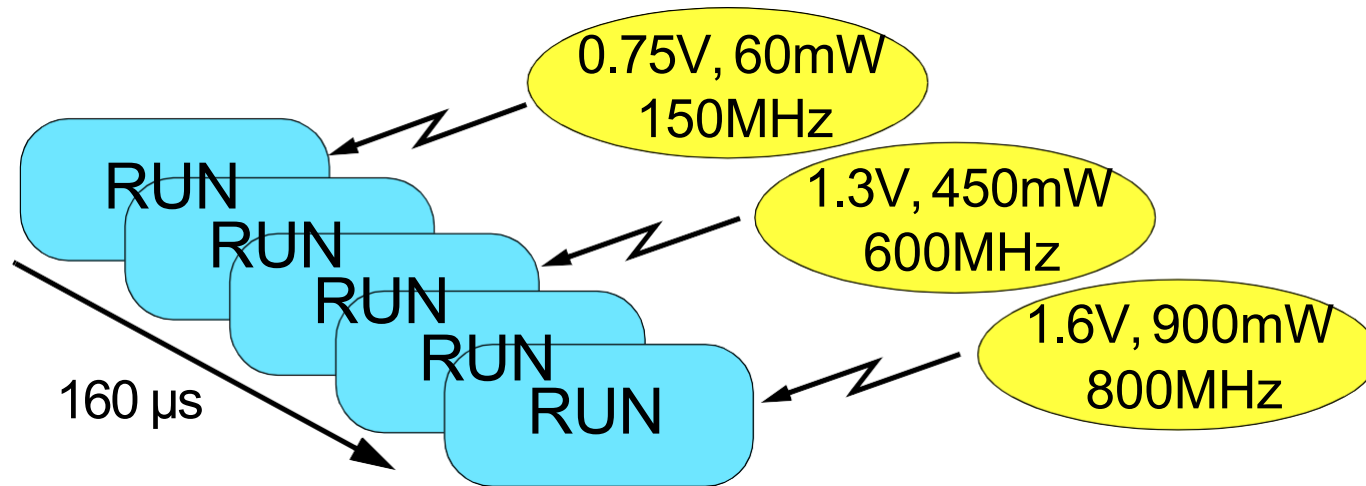 0.75V, 60mW
150MHz
RUN
1.3V, 450mW
600MHz
RUN
RUN
1.6V, 900mW
800MHz
RUN
RUN
160 µs